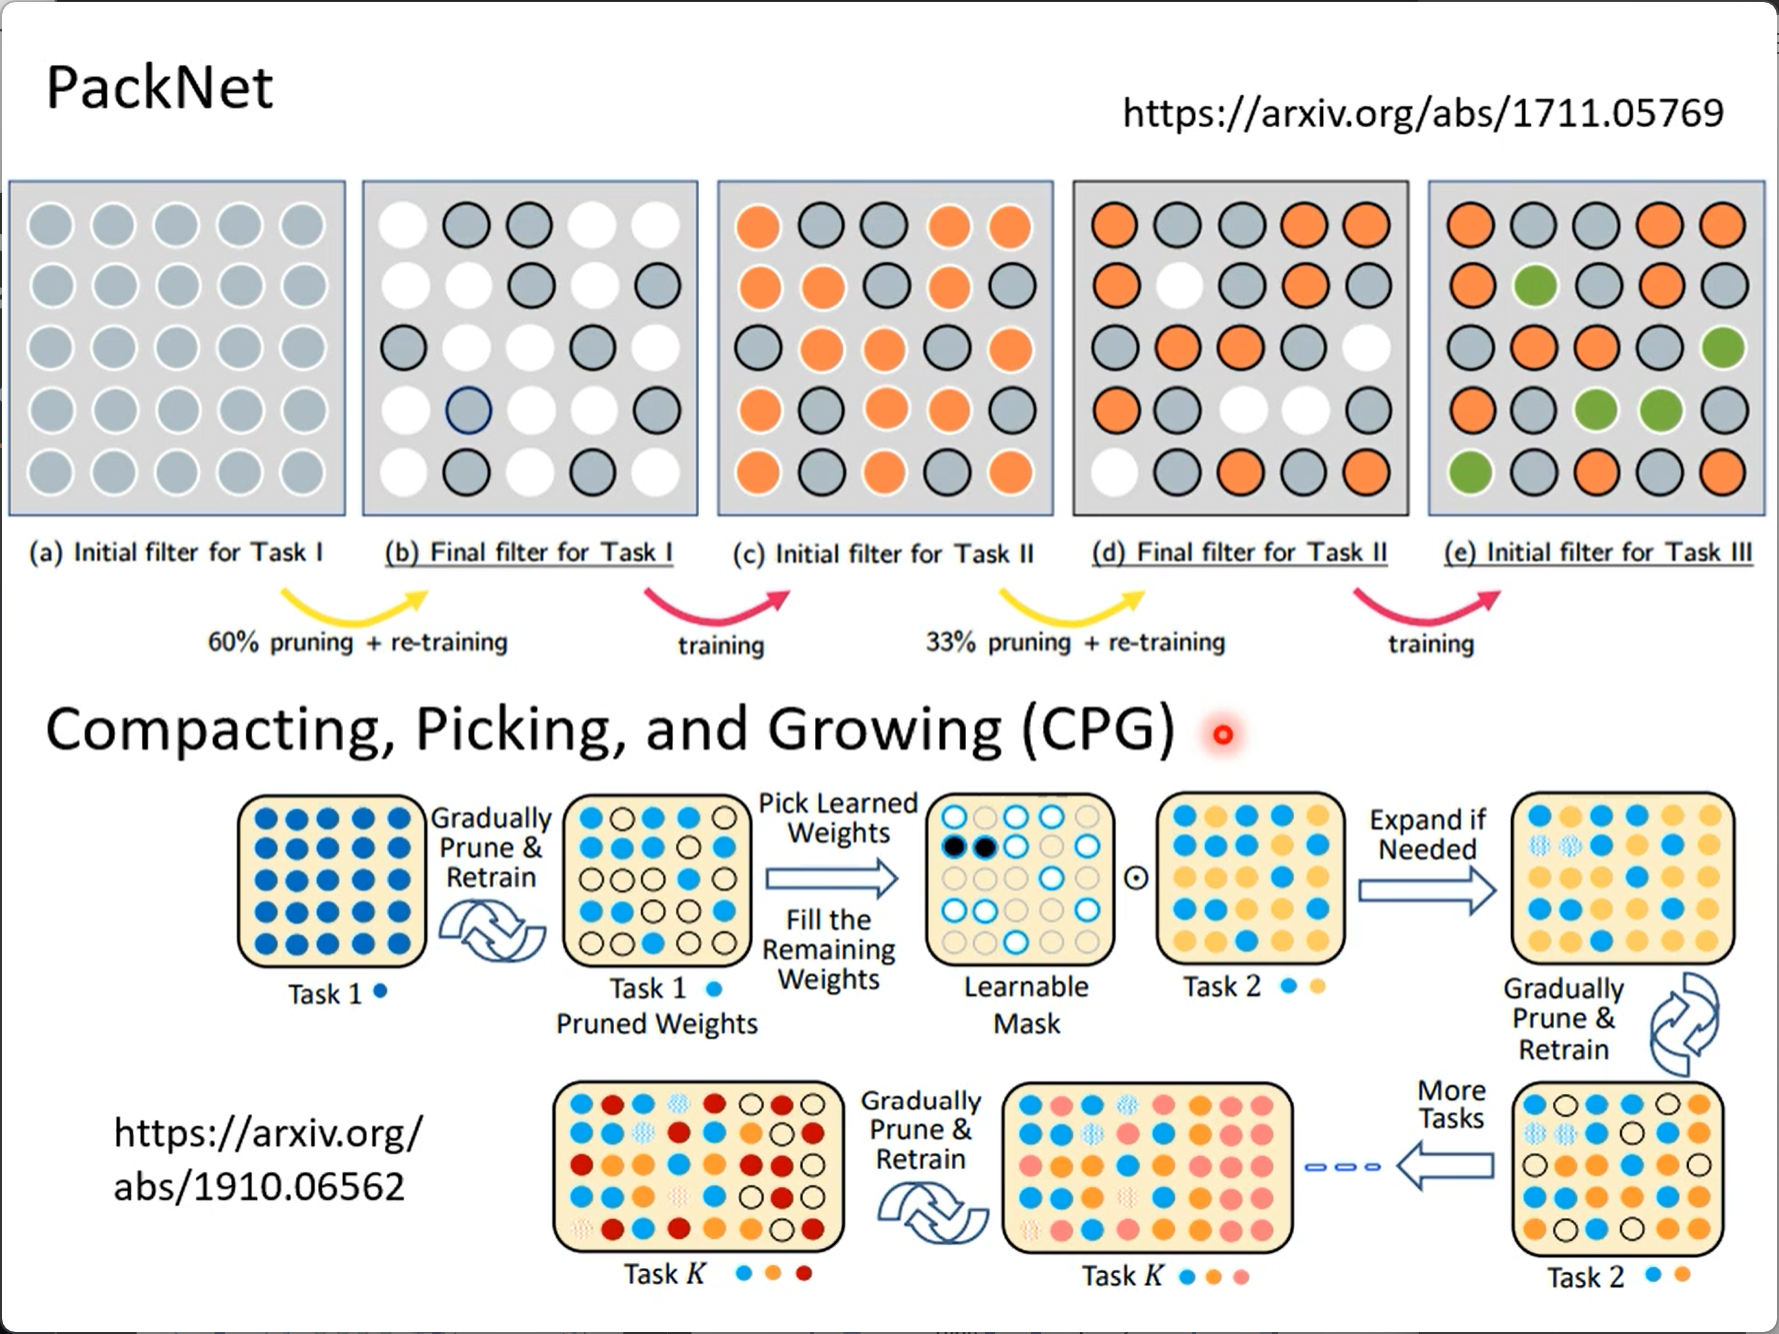 PackNet
https://arxiv.org/abs/1711.05769
(a) Initial filter for Task I
(b) Final filter for Task I
(c) Initial filter for Task II
(d) Final filter for Task II
(e) Initial filter for Task III
60% pruning + re-training
training
33% pruning + re-training
training
Compacting, Picking, and Growing (CPG)
Gradually
Prune &
Retrain
Pick Learned
Weights
Fill the
Remaining
Weights
Expand if
Needed
Task 1
Task 1
Pruned Weights
Learnable
Mask
Task 2
Gradually
Prune &
Retrain
https://arxiv.org/
abs/1910.06562
Gradually
Prune &
Retrain
More
Tasks
Task K
Task K
Task 2